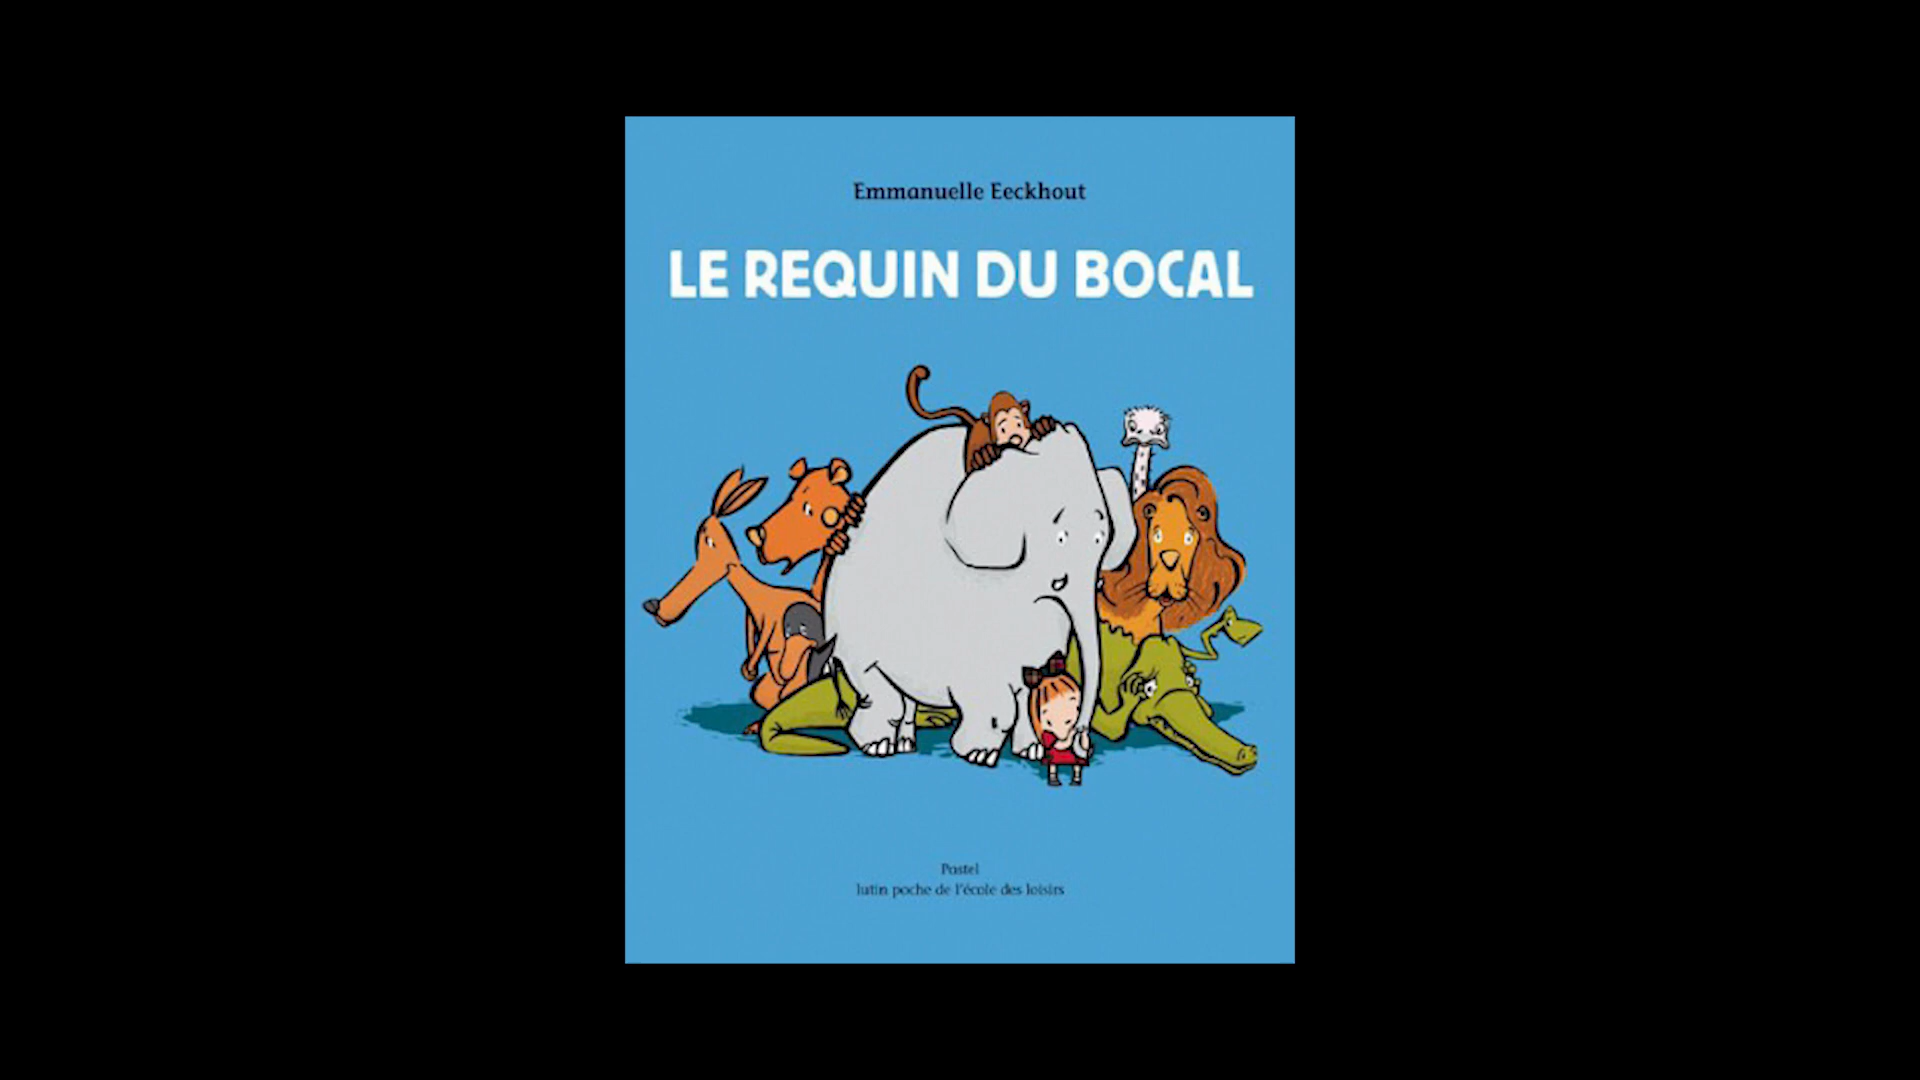 Emmanuelle Eeckhout
LE REQUIN DU BOCAL
Pastel
lutin poche de l'école des loisirs